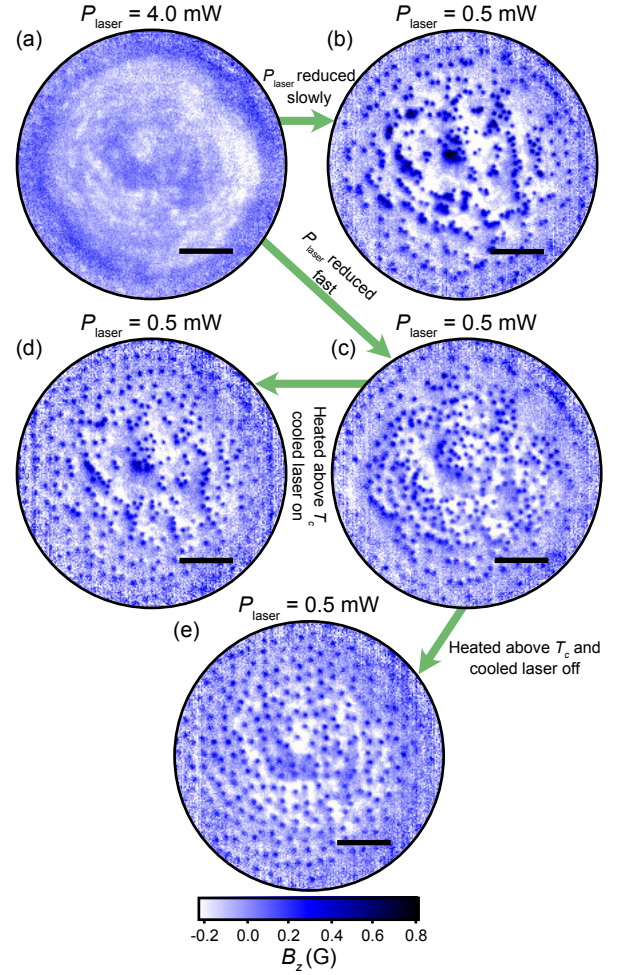 P_laser = 4.0 mW
P_laser = 0.5 mW
(a)
(b)
P_laser reduced
slowly
P_laser reduced
fast
P_laser = 0.5 mW
P_laser = 0.5 mW
(d)
(c)
Heated above T_c
cooled laser on
P_laser = 0.5 mW
(e)
Heated above T_c and
cooled laser off
-0.2 0.0 0.2 0.4 0.6 0.8
B_z (G)